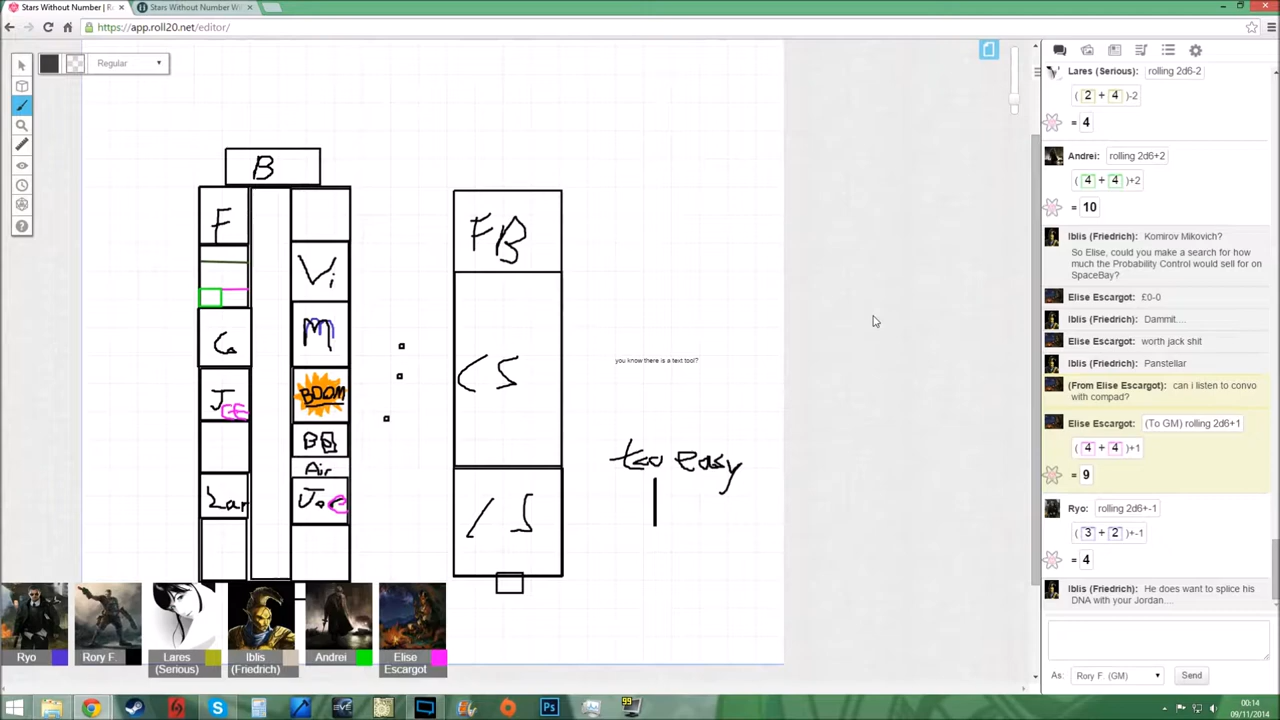 Stars Without Number | R
Stars Without Number Wi
https://app.roll20.net/editor/
Regular
B
F
Vi
M
BOOM
Air
Lar
FB
CS
you know there is a text tool?
too easy
Ryo
Rory F.
Lares (Serious)
Iblis (Friedrich)
Andrei
Elise Escargot
Lares (Serious): rolling 2d6-2
( 2 + 4 )-2
= 4
Andrei: rolling 2d6+2
( 4 + 4 )+2
= 10
Iblis (Friedrich): Komirov Mikovich?
So Elise, could you make a search for how
much the Probability Control would sell for on
SpaceBay?
Elise Escargot: £0-0
Iblis (Friedrich): Dammit....
Elise Escargot: worth jack shit
Iblis (Friedrich): Panstellar
(From Elise Escargot): can i listen to convo
with compad?
Elise Escargot: (To GM) rolling 2d6+1
( 4 + 4 )+1
= 9
Ryo: rolling 2d6+-1
( 3 + 2 )+-1
= 4
Iblis (Friedrich): He does want to splice his
DNA with your Jordan....
As: Rory F. (GM) Send
99
00:14
09/11/2014